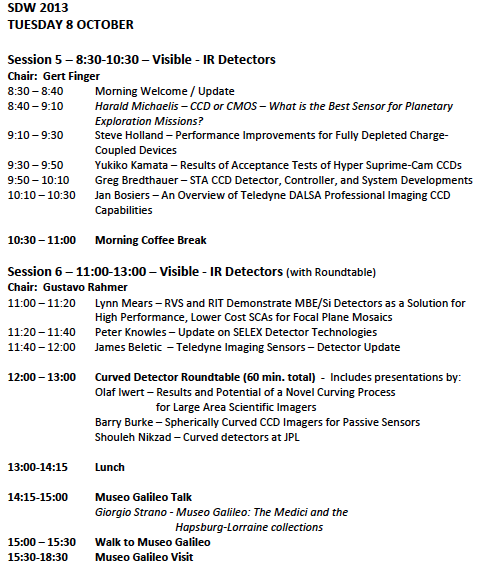 SDW 2013
TUESDAY 8 OCTOBER
Session 5 – 8:30-10:30 – Visible - IR Detectors
Chair: Gert Finger
8:30 – 8:40 Morning Welcome / Update
8:40 – 9:10 Harald Michaelis – CCD or CMOS – What is the Best Sensor for Planetary
Exploration Missions?
9:10 – 9:30 Steve Holland – Performance Improvements for Fully Depleted Charge-
Coupled Devices
9:30 – 9:50 Yukiko Kamata – Results of Acceptance Tests of Hyper Suprime-Cam CCDs
9:50 – 10:10 Greg Bredthauer – STA CCD Detector, Controller, and System Developments
10:10 – 10:30 Jan Bosiers – An Overview of Teledyne DALSA Professional Imaging CCD
Capabilities
10:30 – 11:00 Morning Coffee Break
Session 6 – 11:00-13:00 – Visible - IR Detectors (with Roundtable)
Chair: Gustavo Rahmer
11:00 – 11:20 Lynn Mears – RVS and RIT Demonstrate MBE/Si Detectors as a Solution for
High Performance, Lower Cost SCAs for Focal Plane Mosaics
11:20 – 11:40 Peter Knowles – Update on SELEX Detector Technologies
11:40 – 12:00 James Beletic – Teledyne Imaging Sensors – Detector Update
12:00 – 13:00 Curved Detector Roundtable (60 min. total) - Includes presentations by:
Olaf Iwert – Results and Potential of a Novel Curving Process
for Large Area Scientific Imagers
Barry Burke – Spherically Curved CCD Imagers for Passive Sensors
Shouleh Nikzad – Curved detectors at JPL
13:00-14:15 Lunch
14:15-15:00 Museo Galileo Talk
Giorgio Strano - Museo Galileo: The Medici and the
Hapsburg-Lorraine collections
15:00 – 15:30 Walk to Museo Galileo
15:30-18:30 Museo Galileo Visit